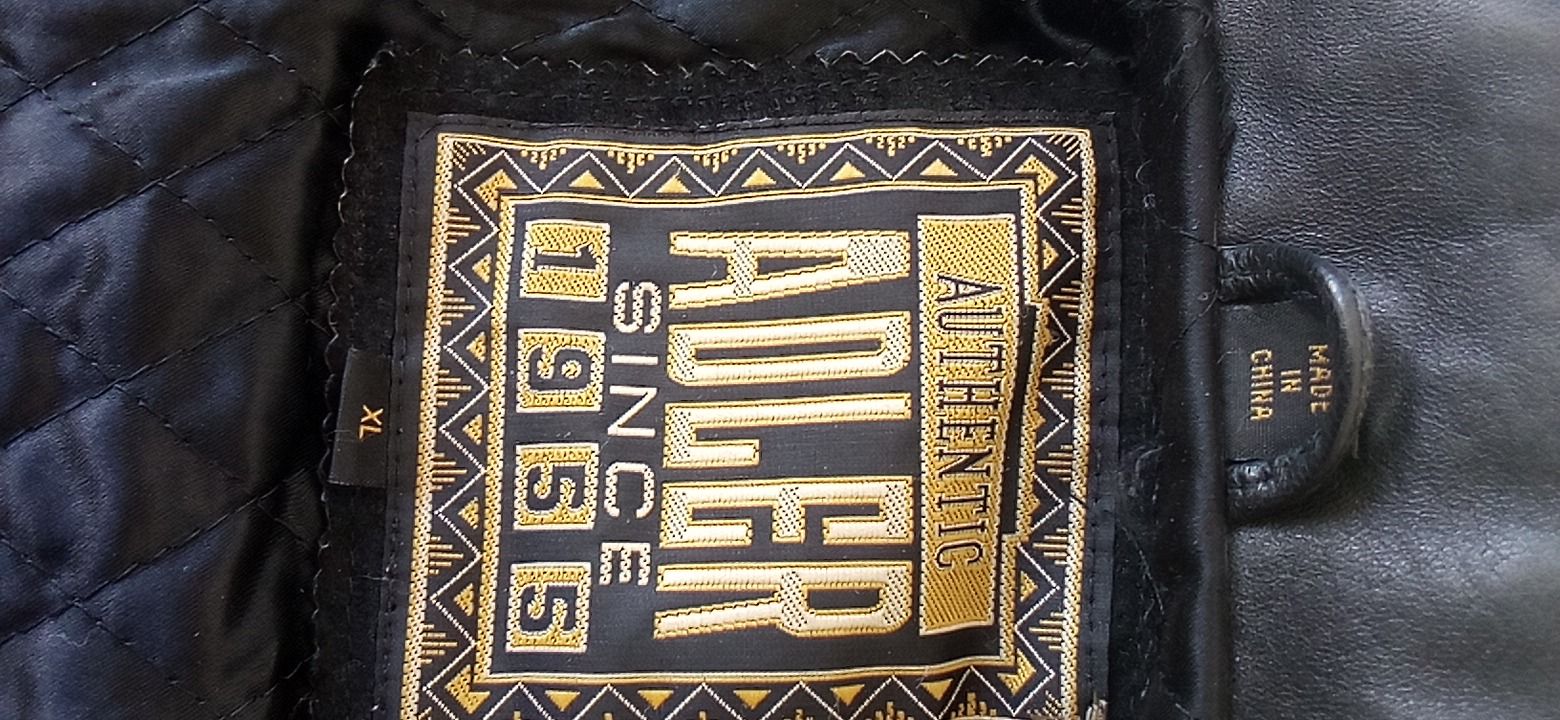 MADE
IN
CHINA
AUTHENTIC
ADLER
SINCE
1955
XL